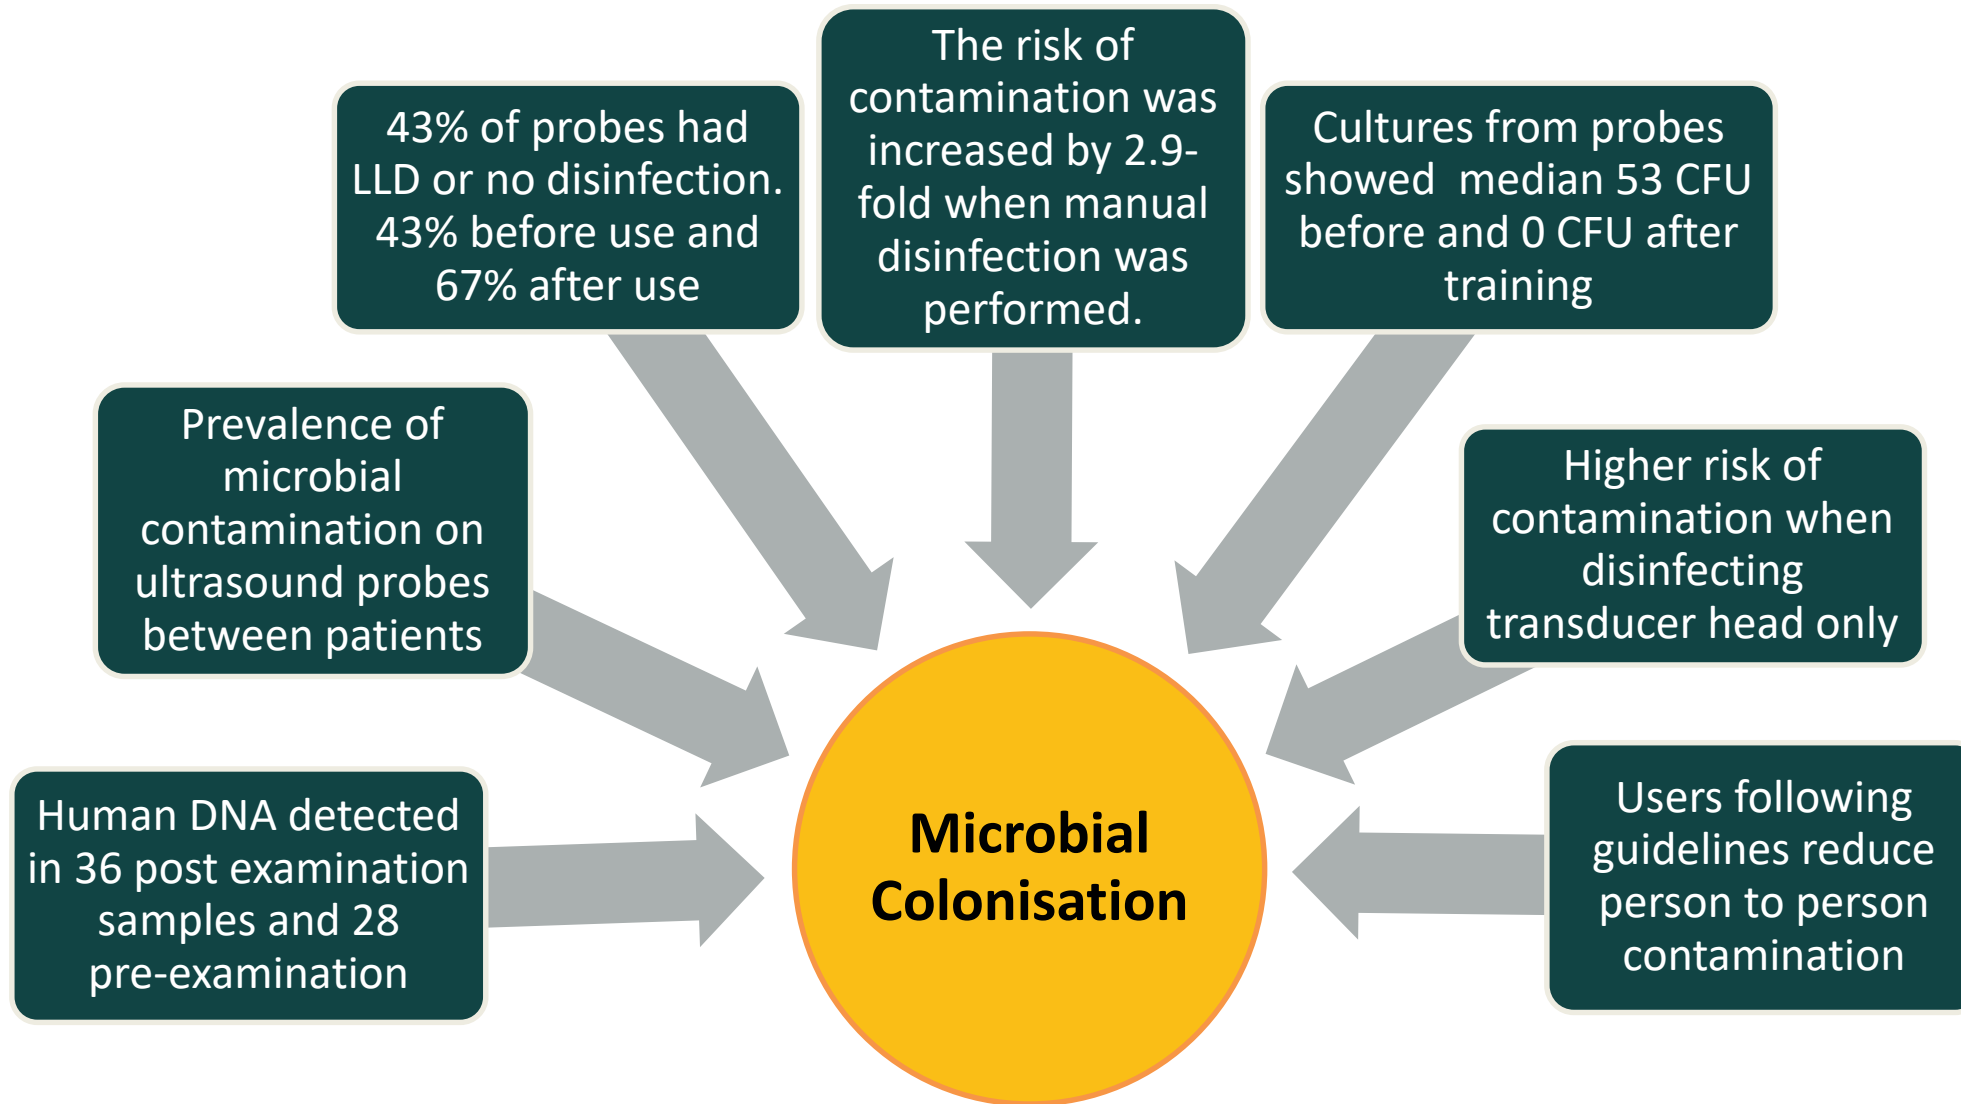 Human DNA detected
in 36 post examination
samples and 28
pre-examination
Prevalence of
microbial
contamination on
ultrasound probes
between patients
43% of probes had
LLD or no disinfection.
43% before use and
67% after use
The risk of
contamination was
increased by 2.9-
fold when manual
disinfection was
performed.
Cultures from probes
showed  median 53 CFU
before and 0 CFU after
training
Higher risk of
contamination when
disinfecting
transducer head only
Users following
guidelines reduce
person to person
contamination
Microbial
Colonisation